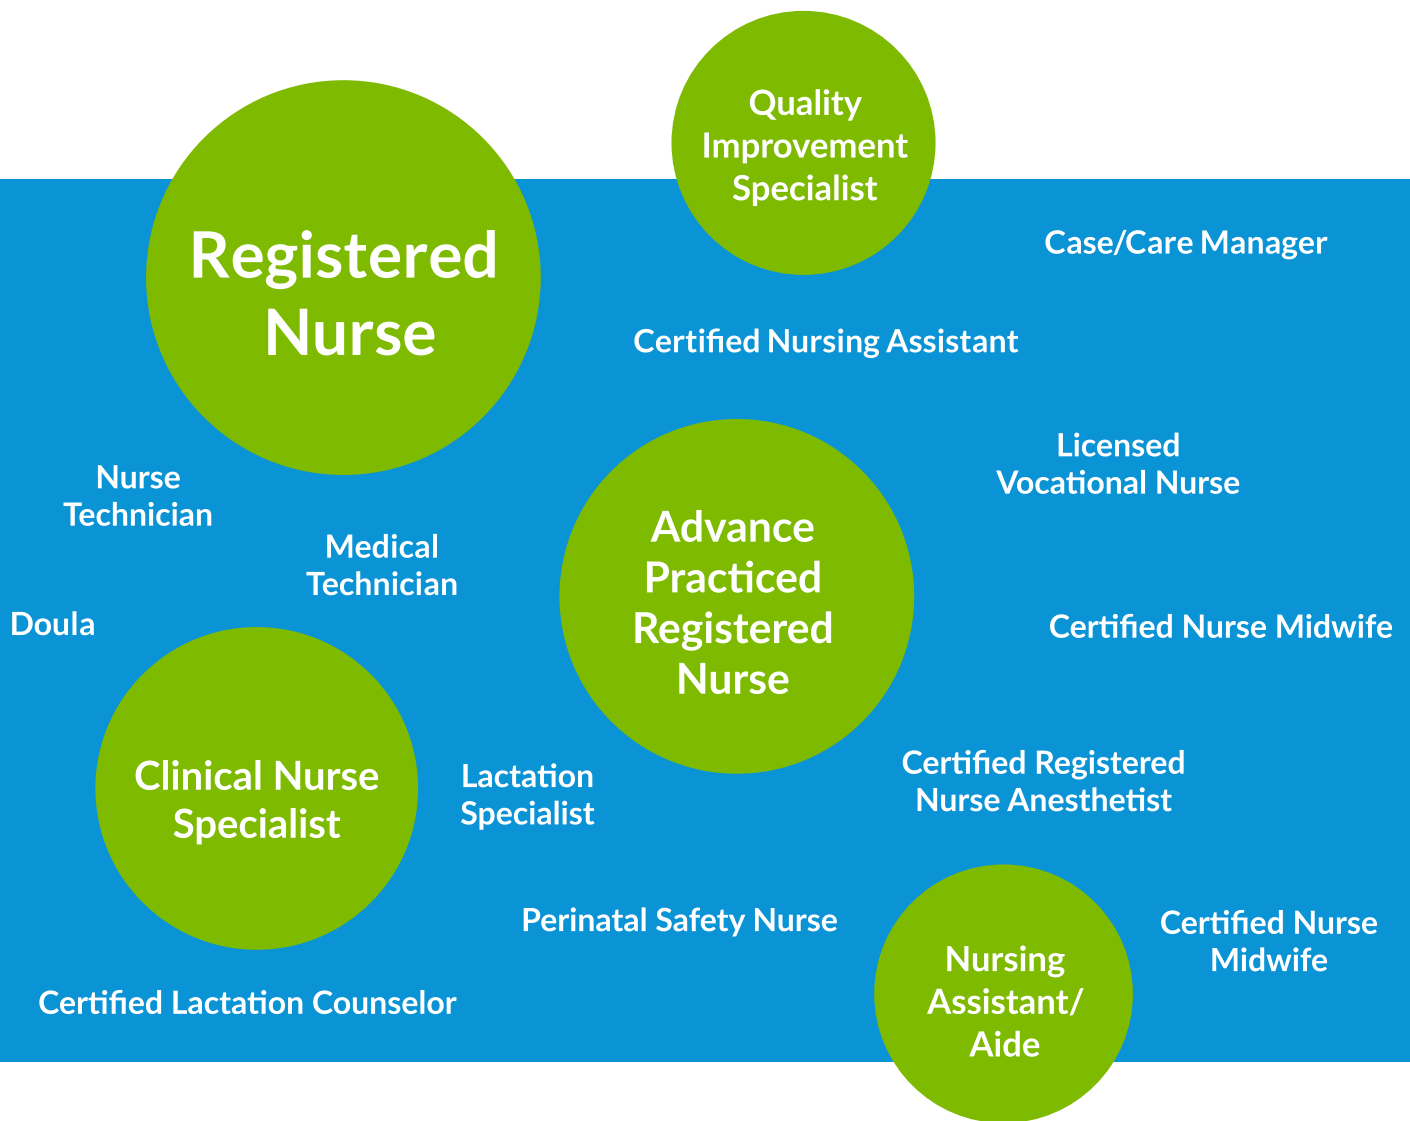 Quality
Improvement
Specialist
Registered
Nurse
Case/Care Manager
Certified Nursing Assistant
Licensed
Vocational Nurse
Nurse
Technician
Medical
Technician
Advance
Practiced
Registered
Nurse
Doula
Certified Nurse Midwife
Clinical Nurse
Specialist
Lactation
Specialist
Certified Registered
Nurse Anesthetist
Perinatal Safety Nurse
Certified Nurse
Midwife
Nursing
Assistant/
Aide
Certified Lactation Counselor